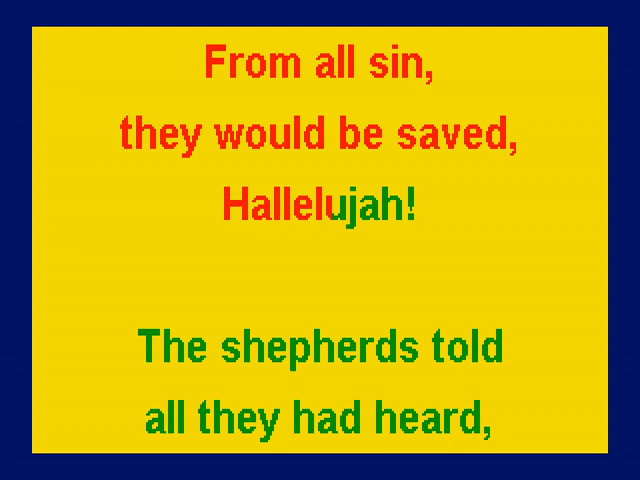 From all sin,
they would be saved,
Hallelujah!
The shepherds told
all they had heard,